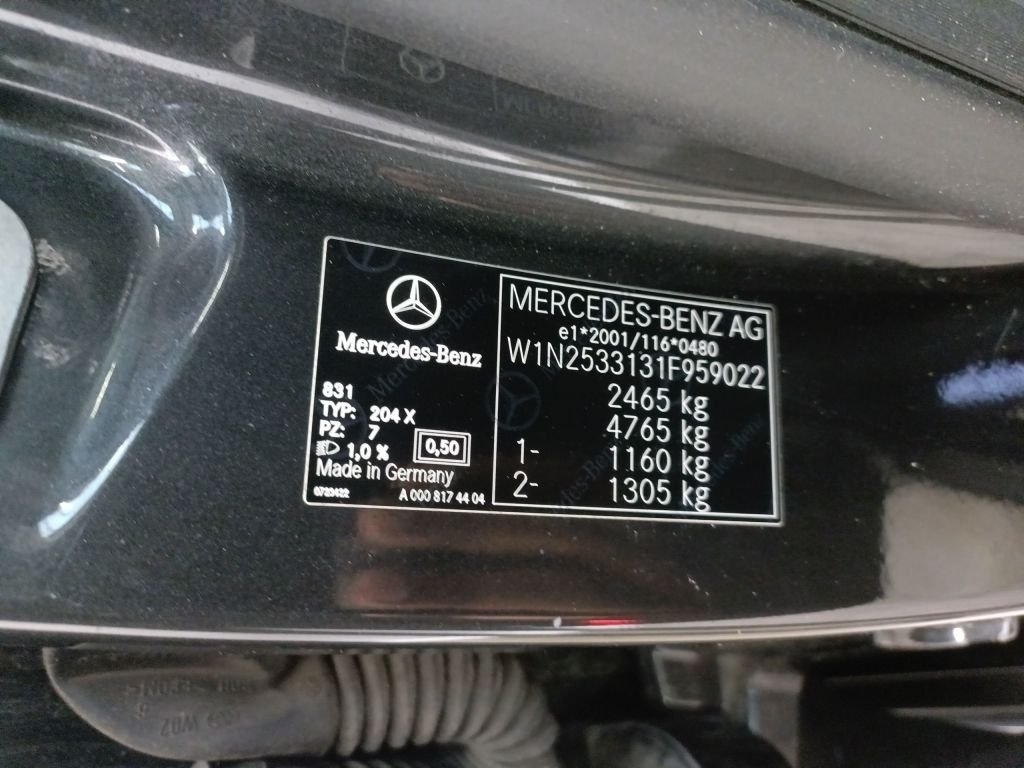 Mercedes-Benz
831
TYP: 204 X
PZ: 7
1,0 % 0,50
Made in Germany
A 000 817 44 04
MERCEDES-BENZ AG
e1*2001/116*0480
W1N2533131F959022
2465 kg
4765 kg
1- 1160 kg
2- 1305 kg